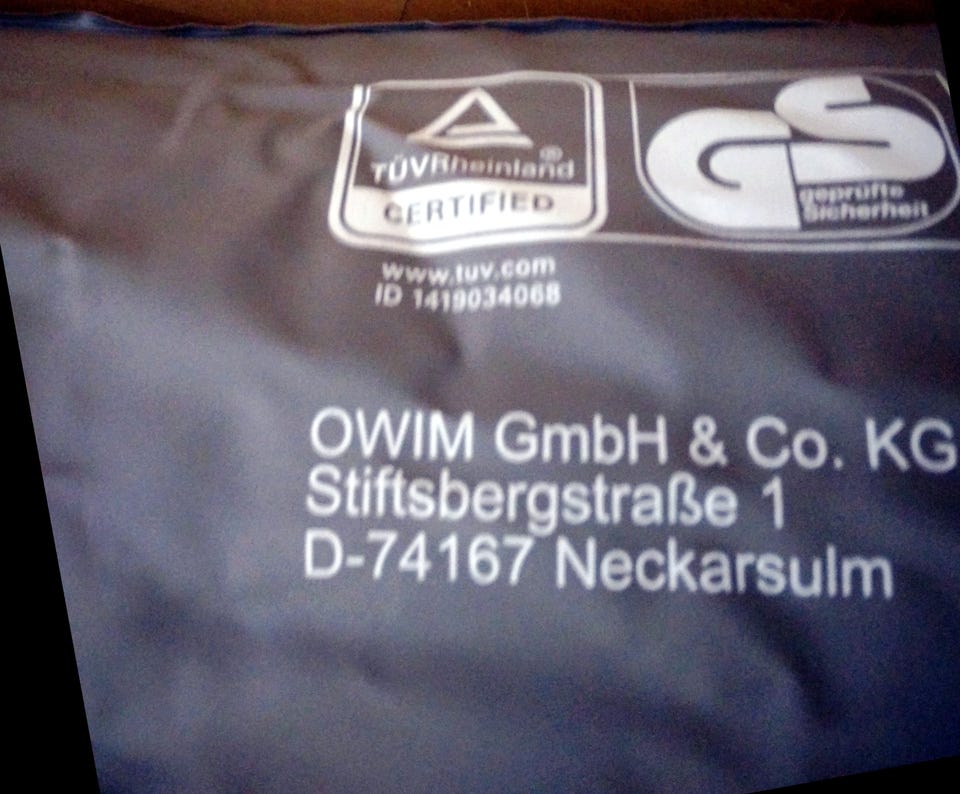 TÜVRheinland®
CERTIFIED
GS
geprüfte
Sicherheit
www.tuv.com
ID 1419034068
OWIM GmbH & Co. KG
Stiftsbergstraße 1
D-74167 Neckarsulm